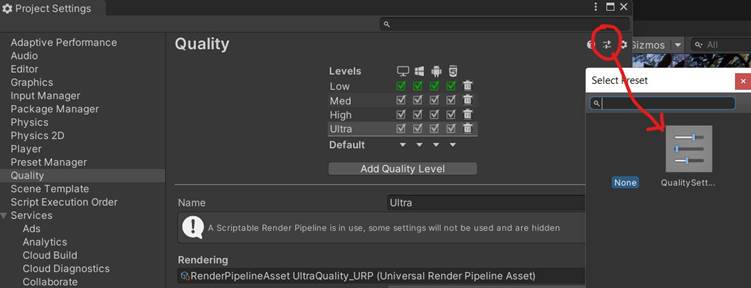 Project Settings
Adaptive Performance
Audio
Editor
Graphics
Input Manager
Package Manager
Physics
Physics 2D
Player
Preset Manager
Quality
Scene Template
Script Execution Order
Services
Ads
Analytics
Cloud Build
Cloud Diagnostics
Collaborate
Quality
Levels
Low
Med
High
Ultra
Default
Add Quality Level
Name
Ultra
A Scriptable Render Pipeline is in use, some settings will not be used and are hidden
Rendering
RenderPipelineAsset UltraQuality_URP (Universal Render Pipeline Asset)
Gizmos
All
Select Preset
None
QualitySett...